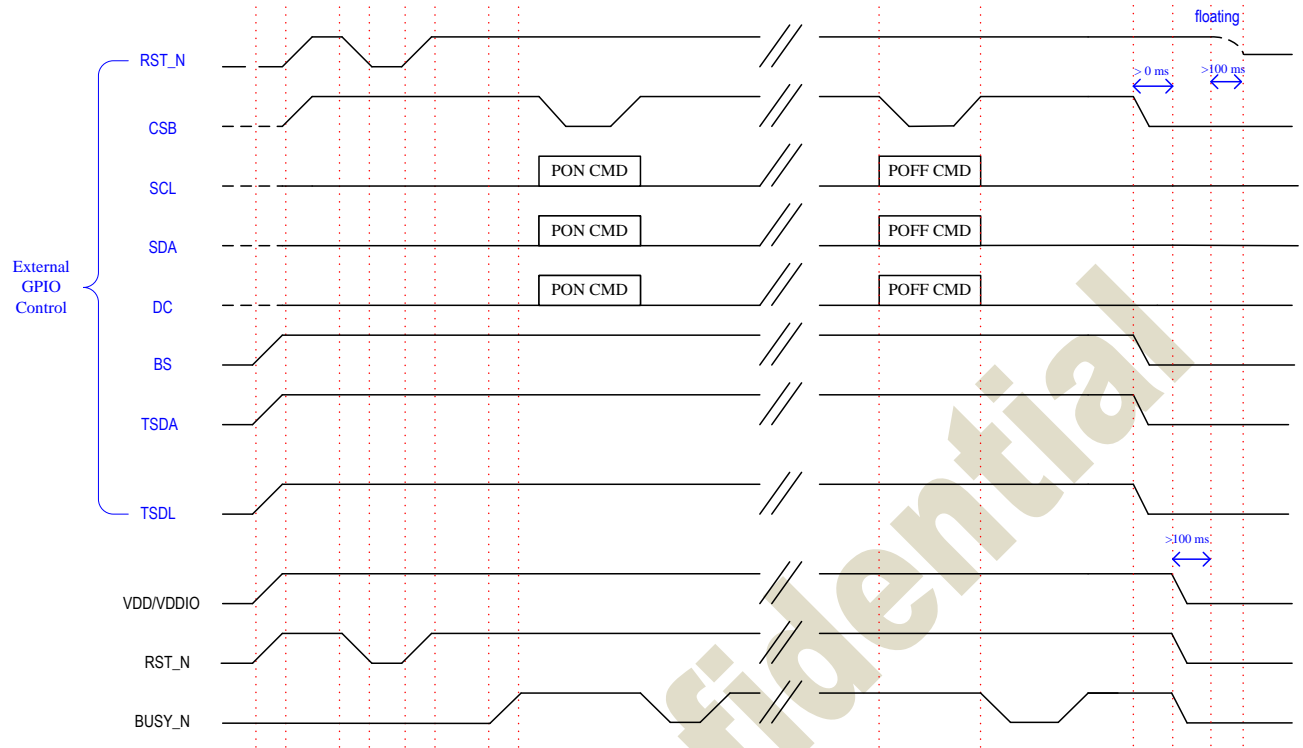 floating
RST_N
> 0 ms
>100 ms
CSB
PON CMD
POFF CMD
SCL
PON CMD
POFF CMD
SDA
External
GPIO
Control
PON CMD
POFF CMD
DC
BS
TSDA
TSDL
>100 ms
VDD/VDDIO
RST_N
BUSY_N
fidential